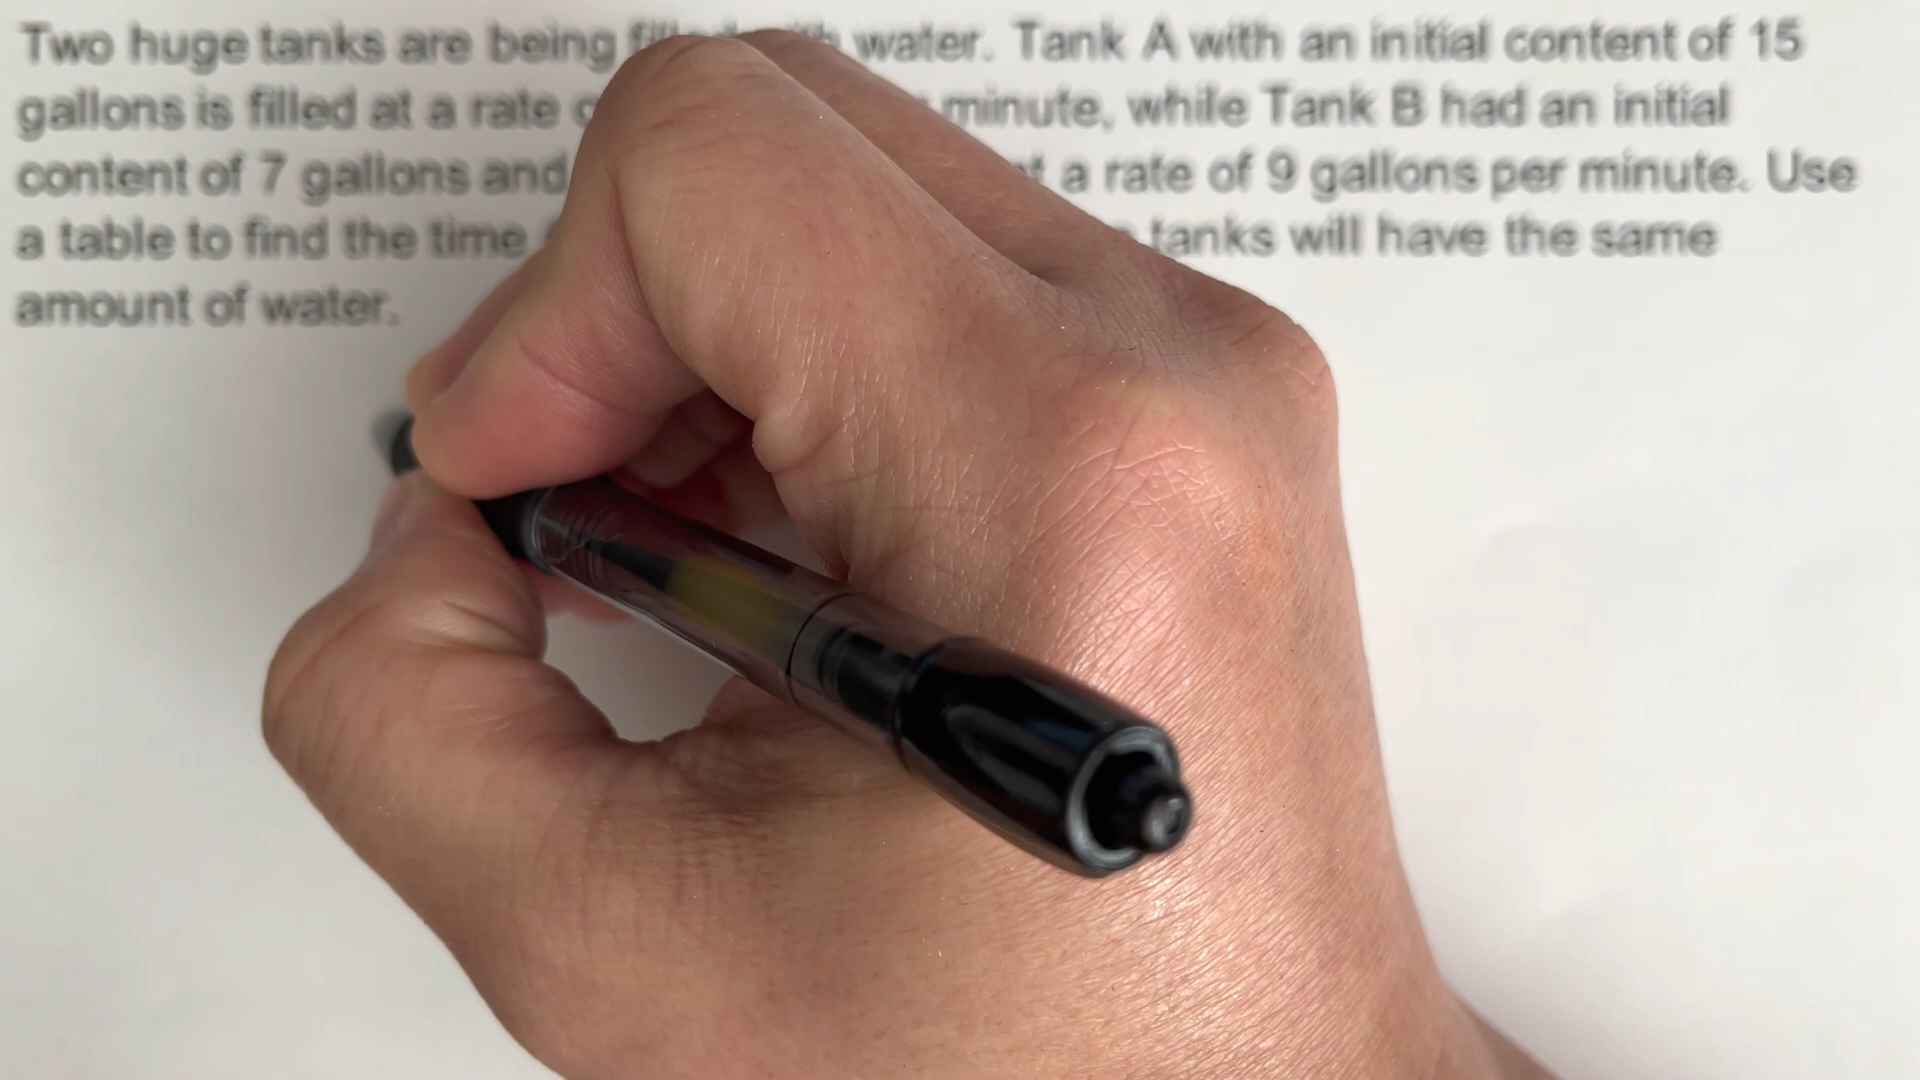 Two huge tanks are being filled with water. Tank A with an initial content of 15
gallons is filled at a rate minute, while Tank B had an initial
content of 7 gallons and a rate of 9 gallons per minute. Use
a table to find the time tanks will have the same
amount of water.